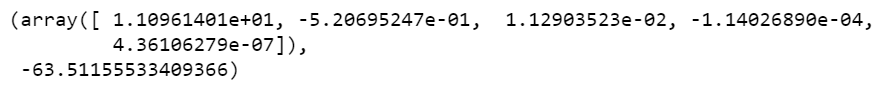 (array([ 1.10961401e+01, -5.20695247e-01,  1.12903523e-02, -1.14026890e-04,
        4.36106279e-07]),
 -63.51155533409366)